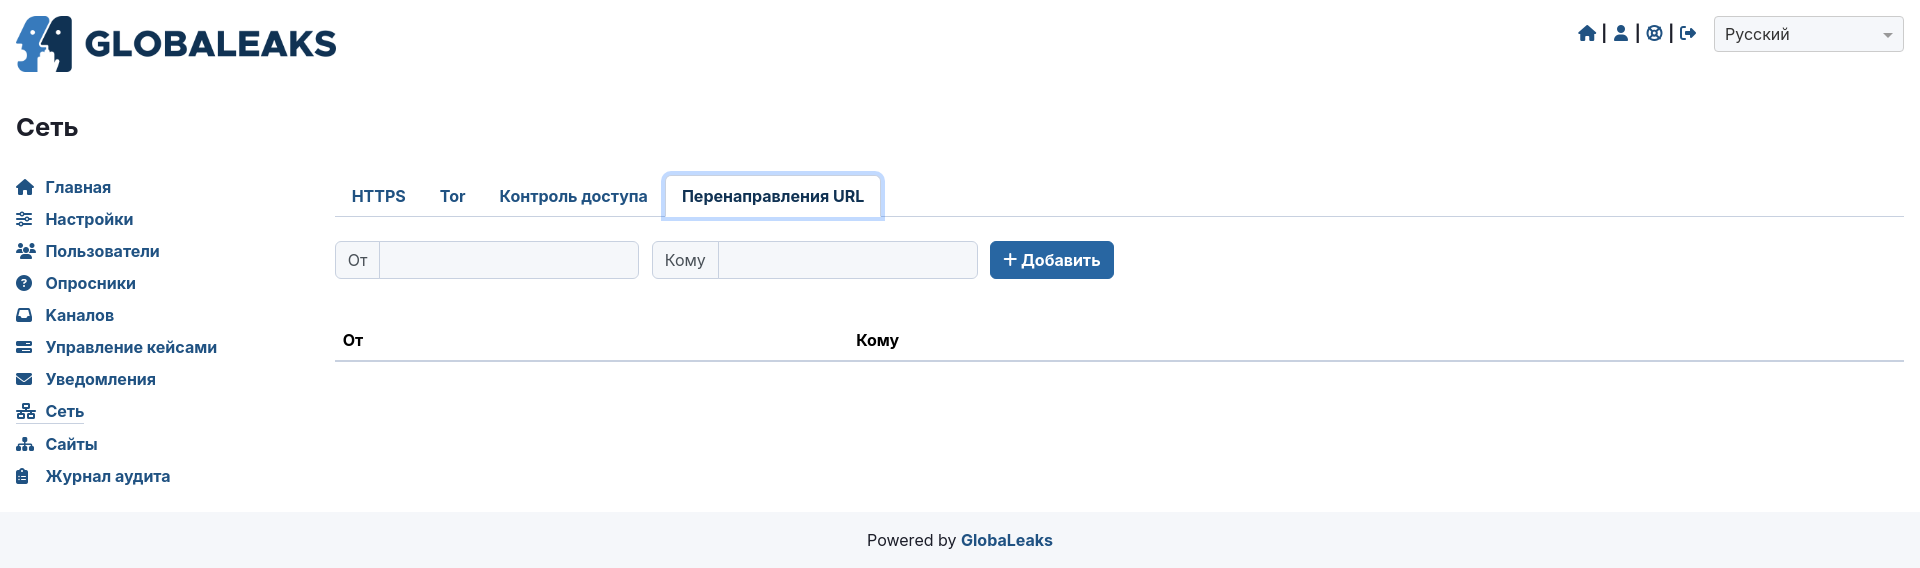 GLOBALEAKS
| | |
Русский
Сеть
Главная
Настройки
Пользователи
Опросники
Каналов
Управление кейсами
Уведомления
Сеть
Сайты
Журнал аудита
HTTPS Tor Контроль доступа Перенаправления URL
От Кому + Добавить
От Кому
Powered by GlobaLeaks